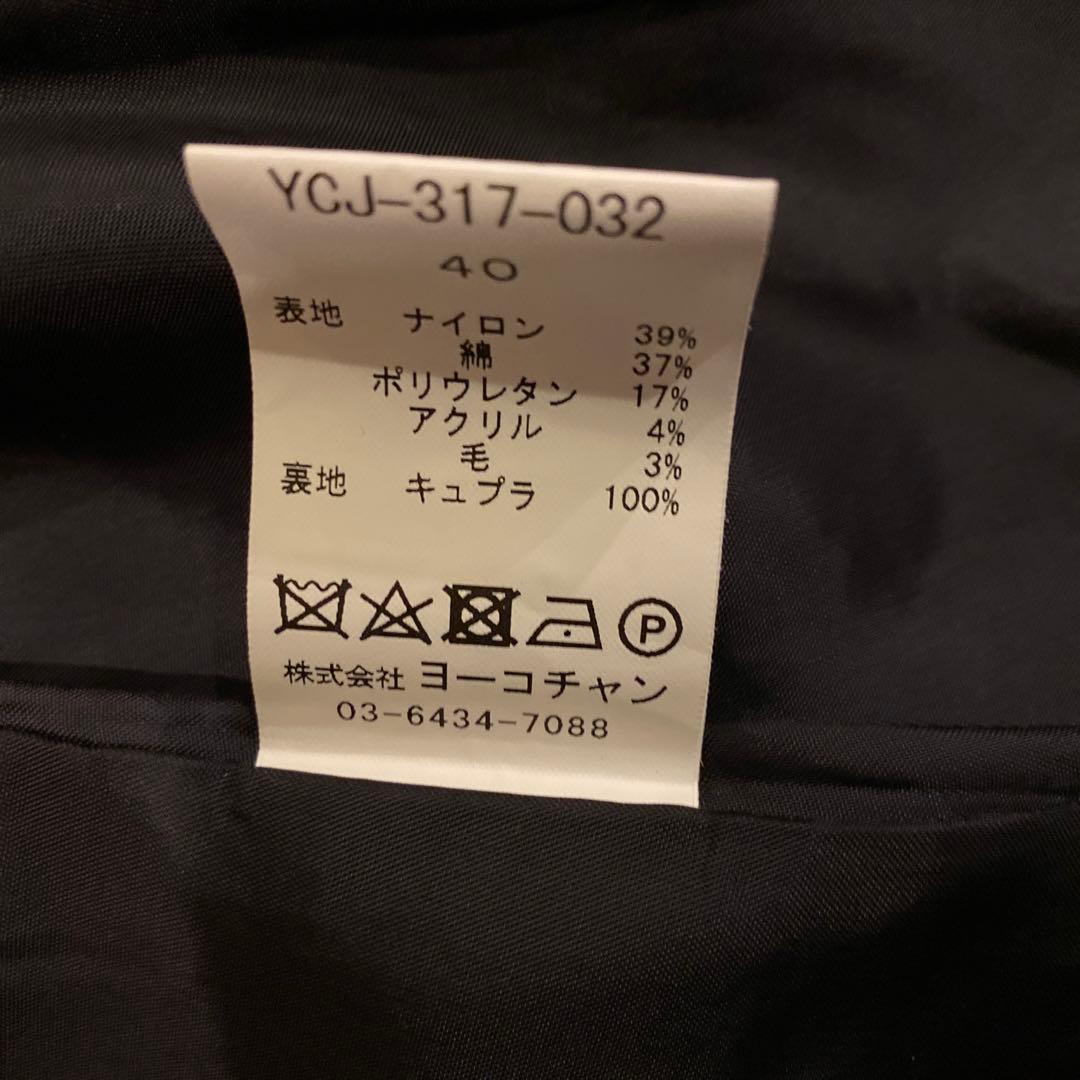 YCJ-317-032
40
表地 ナイロン 39%
綿 37%
ポリウレタン 17%
アクリル 4%
毛 3%
裏地 キュプラ 100%
P
株式会社 ヨーコチャン
03-6434-7088